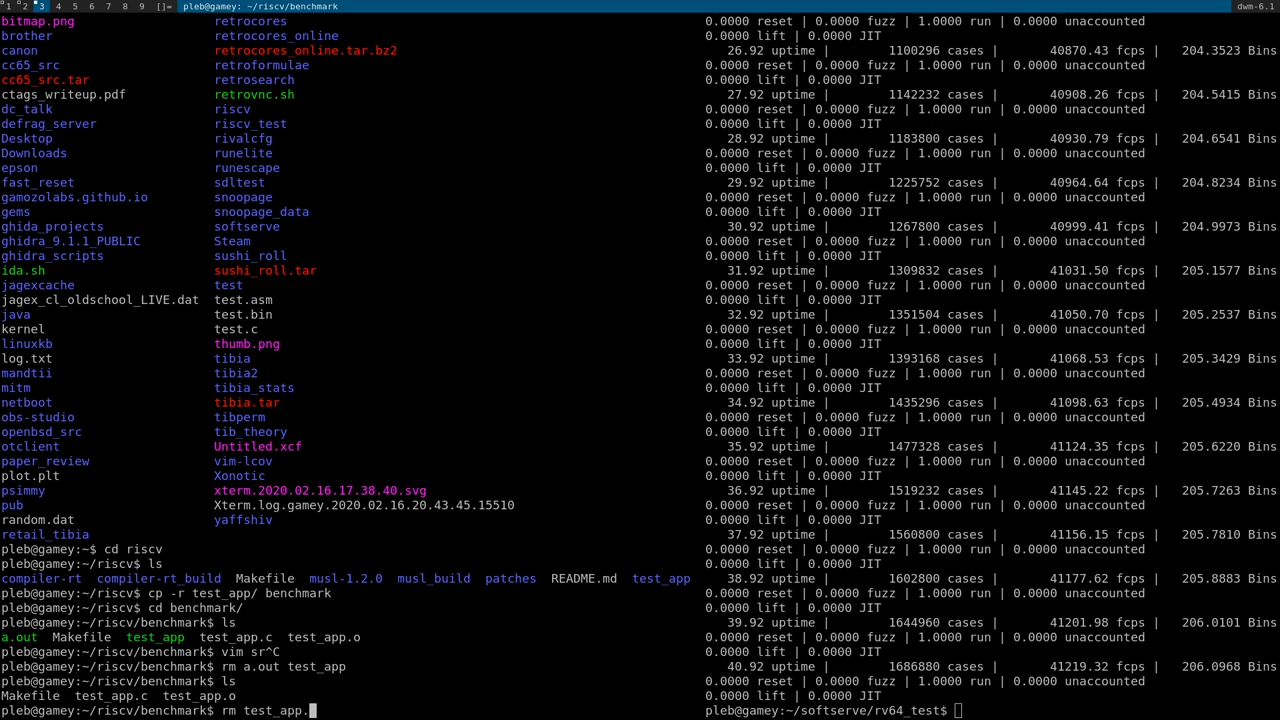 1 2 3 4 5 6 7 8 9 []= pleb@gamey: ~/riscv/benchmark dwm-6.1
bitmap.png retrocores
brother retrocores_online
canon retrocores_online.tar.bz2
cc65_src retroformulae
cc65_src.tar retrosearch
ctags_writeup.pdf retrovnc.sh
dc_talk riscv
defrag_server riscv_test
Desktop rivalcfg
Downloads runelite
epson runescape
fast_reset sdltest
gamozolabs.github.io snoopage
gems snoopage_data
ghida_projects softserve
ghidra_9.1.1_PUBLIC Steam
ghidra_scripts sushi_roll
ida.sh sushi_roll.tar
jagexcache test
jagex_cl_oldschool_LIVE.dat test.asm
java test.bin
kernel test.c
linuxkb thumb.png
log.txt tibia
mandtii tibia2
mitm tibia_stats
netboot tibia.tar
obs-studio tibperm
openbsd_src tib_theory
otclient Untitled.xcf
paper_review vim-lcov
plot.plt Xonotic
psimmy xterm.2020.02.16.17.38.40.svg
pub Xterm.log.gamey.2020.02.16.20.43.45.15510
random.dat yaffshiv
retail_tibia
pleb@gamey:~$ cd riscv
pleb@gamey:~/riscv$ ls
compiler-rt compiler-rt_build Makefile musl-1.2.0 musl_build patches README.md test_app
pleb@gamey:~/riscv$ cp -r test_app/ benchmark
pleb@gamey:~/riscv$ cd benchmark/
pleb@gamey:~/riscv/benchmark$ ls
a.out Makefile test_app test_app.c test_app.o
pleb@gamey:~/riscv/benchmark$ vim sr^C
pleb@gamey:~/riscv/benchmark$ rm a.out test_app
pleb@gamey:~/riscv/benchmark$ ls
Makefile test_app.c test_app.o
pleb@gamey:~/riscv/benchmark$ rm test_app.
0.0000 reset | 0.0000 fuzz | 1.0000 run | 0.0000 unaccounted
0.0000 lift | 0.0000 JIT
26.92 uptime | 1100296 cases | 40870.43 fcps | 204.3523 Bins
0.0000 reset | 0.0000 fuzz | 1.0000 run | 0.0000 unaccounted
0.0000 lift | 0.0000 JIT
27.92 uptime | 1142232 cases | 40908.26 fcps | 204.5415 Bins
0.0000 reset | 0.0000 fuzz | 1.0000 run | 0.0000 unaccounted
0.0000 lift | 0.0000 JIT
28.92 uptime | 1183800 cases | 40930.79 fcps | 204.6541 Bins
0.0000 reset | 0.0000 fuzz | 1.0000 run | 0.0000 unaccounted
0.0000 lift | 0.0000 JIT
29.92 uptime | 1225752 cases | 40964.64 fcps | 204.8234 Bins
0.0000 reset | 0.0000 fuzz | 1.0000 run | 0.0000 unaccounted
0.0000 lift | 0.0000 JIT
30.92 uptime | 1267800 cases | 40999.41 fcps | 204.9973 Bins
0.0000 reset | 0.0000 fuzz | 1.0000 run | 0.0000 unaccounted
0.0000 lift | 0.0000 JIT
31.92 uptime | 1309832 cases | 41031.50 fcps | 205.1577 Bins
0.0000 reset | 0.0000 fuzz | 1.0000 run | 0.0000 unaccounted
0.0000 lift | 0.0000 JIT
32.92 uptime | 1351504 cases | 41050.70 fcps | 205.2537 Bins
0.0000 reset | 0.0000 fuzz | 1.0000 run | 0.0000 unaccounted
0.0000 lift | 0.0000 JIT
33.92 uptime | 1393168 cases | 41068.53 fcps | 205.3429 Bins
0.0000 reset | 0.0000 fuzz | 1.0000 run | 0.0000 unaccounted
0.0000 lift | 0.0000 JIT
34.92 uptime | 1435296 cases | 41098.63 fcps | 205.4934 Bins
0.0000 reset | 0.0000 fuzz | 1.0000 run | 0.0000 unaccounted
0.0000 lift | 0.0000 JIT
35.92 uptime | 1477328 cases | 41124.35 fcps | 205.6220 Bins
0.0000 reset | 0.0000 fuzz | 1.0000 run | 0.0000 unaccounted
0.0000 lift | 0.0000 JIT
36.92 uptime | 1519232 cases | 41145.22 fcps | 205.7263 Bins
0.0000 reset | 0.0000 fuzz | 1.0000 run | 0.0000 unaccounted
0.0000 lift | 0.0000 JIT
37.92 uptime | 1560800 cases | 41156.15 fcps | 205.7810 Bins
0.0000 reset | 0.0000 fuzz | 1.0000 run | 0.0000 unaccounted
0.0000 lift | 0.0000 JIT
38.92 uptime | 1602800 cases | 41177.62 fcps | 205.8883 Bins
0.0000 reset | 0.0000 fuzz | 1.0000 run | 0.0000 unaccounted
0.0000 lift | 0.0000 JIT
39.92 uptime | 1644960 cases | 41201.98 fcps | 206.0101 Bins
0.0000 reset | 0.0000 fuzz | 1.0000 run | 0.0000 unaccounted
0.0000 lift | 0.0000 JIT
40.92 uptime | 1686880 cases | 41219.32 fcps | 206.0968 Bins
0.0000 reset | 0.0000 fuzz | 1.0000 run | 0.0000 unaccounted
0.0000 lift | 0.0000 JIT
pleb@gamey:~/softserve/rv64_test$